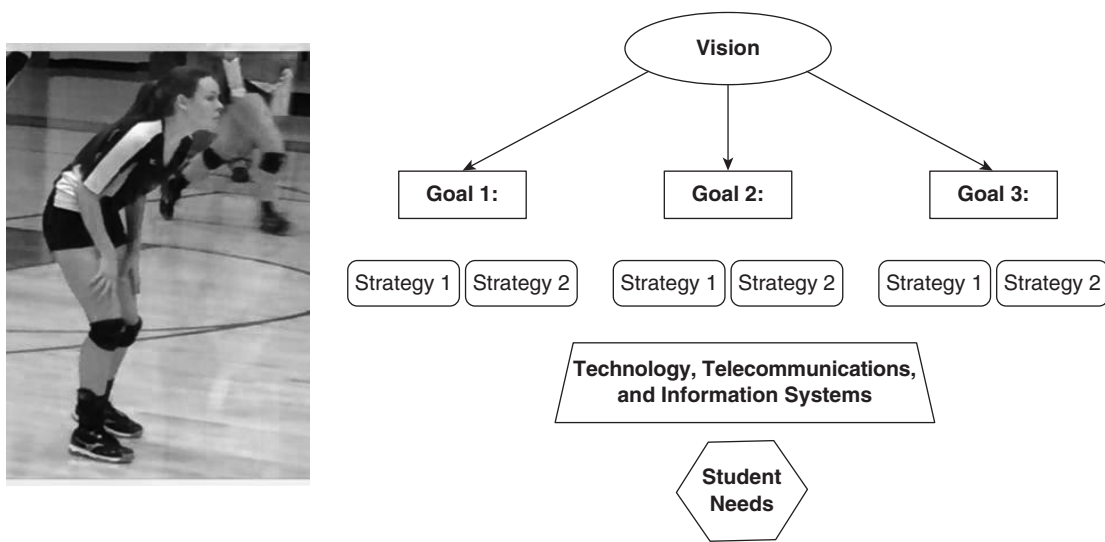 Vision
Goal 1:
Goal 2:
Goal 3:
Strategy 1
Strategy 2
Strategy 1
Strategy 2
Strategy 1
Strategy 2
Technology, Telecommunications,
and Information Systems
Student
Needs